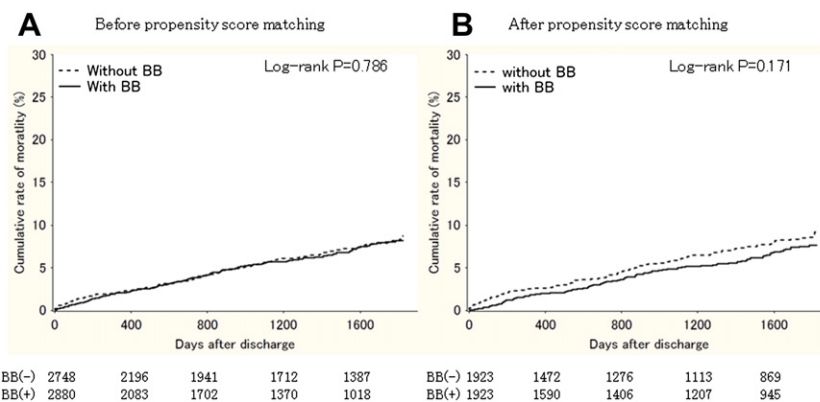 A Before propensity score matching
Log-rank P=0.786
Without BB
With BB
Cumulative rate of moratlity (%)
30
25
20
15
10
5
0
0 400 800 1200 1600
Days after discharge
BB(-) 2748 2196 1941 1712 1387
BB(+) 2880 2083 1702 1370 1018
B After propensity score matching
Log-rank P=0.171
without BB
with BB
Cumulative rate of mortality (%)
30
25
20
15
10
5
0
0 400 800 1200 1600
Days after discharge
BB(-) 1923 1472 1276 1113 869
BB(+) 1923 1590 1406 1207 945